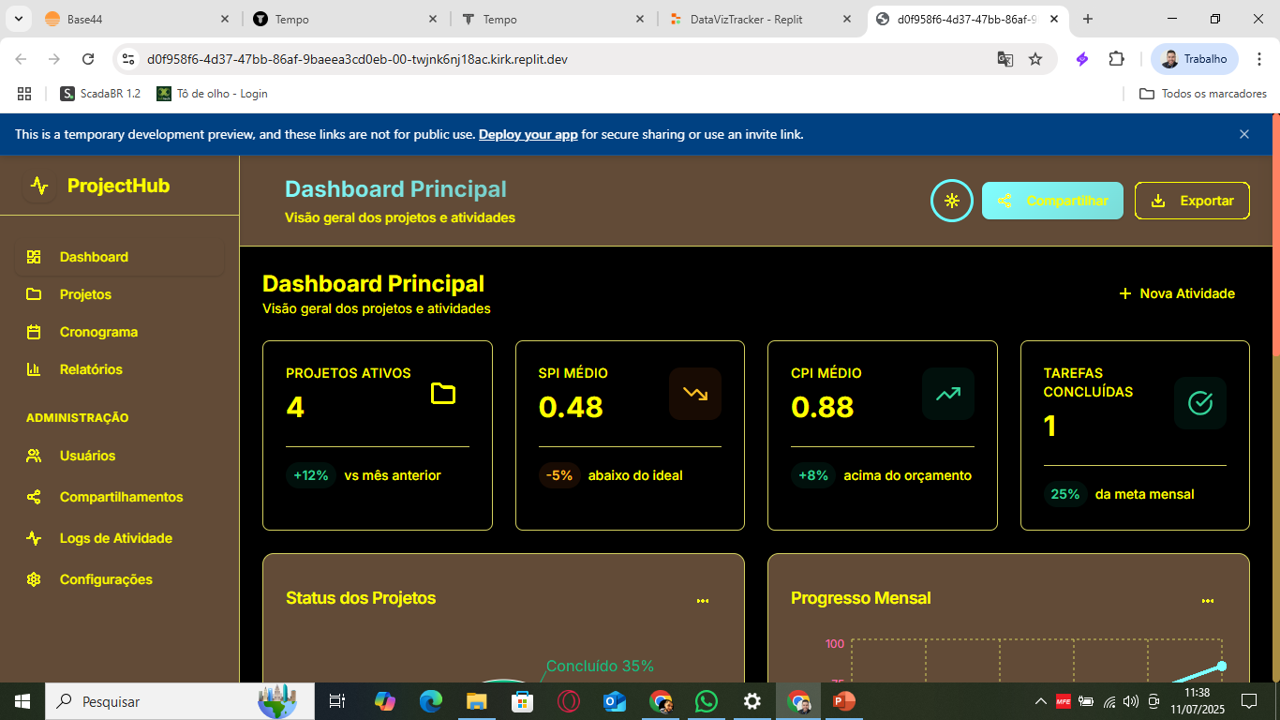 Base44
Tempo
Tempo
DataVizTracker - Replit
d0f958f6-4d37-47bb-86af-9
d0f958f6-4d37-47bb-86af-9baeea3cd0eb-00-twjnk6nj18ac.kirk.replit.dev
Trabalho
ScadaBR 1.2
Tô de olho - Login
Todos os marcadores
This is a temporary development preview, and these links are not for public use. Deploy your app for secure sharing or use an invite link.
ProjectHub
Dashboard Principal
Visão geral dos projetos e atividades
Compartilhar
Exportar
Dashboard
Projetos
Cronograma
Relatórios
ADMINISTRAÇÃO
Usuários
Compartilhamentos
Logs de Atividade
Configurações
Dashboard Principal
Visão geral dos projetos e atividades
Nova Atividade
PROJETOS ATIVOS
4
+12% vs mês anterior
SPI MÉDIO
0.48
-5% abaixo do ideal
CPI MÉDIO
0.88
+8% acima do orçamento
TAREFAS
CONCLUÍDAS
1
25% da meta mensal
Status dos Projetos
Concluído 35%
Progresso Mensal
100
75
Pesquisar
11:38
11/07/2025